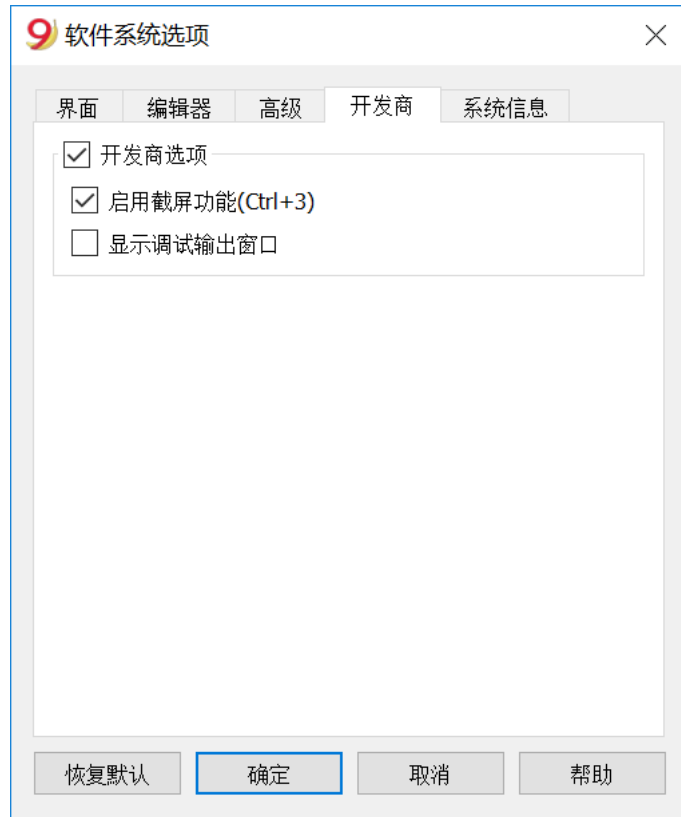 9 软件系统选项
界面 编辑器 高级 开发商 系统信息
开发商选项
启用截屏功能(Ctrl+3)
显示调试输出窗口
恢复默认 确定 取消 帮助